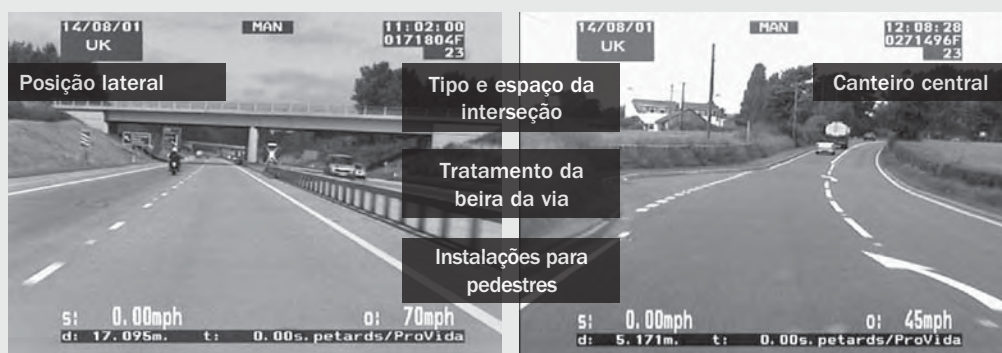 14/08/01 MAN 11:02:00
UK 0171804F
23
Posição lateral
s: 0.00mph o: 70mph
d: 17.095m. t: 0.00s. petards/ProVida
Tipo e espaço da
interseção
Tratamento da
beira da via
Instalações para
pedestres
14/08/01 MAN 12:08:28
UK 0271496F
23
Canteiro central
s: 0.00mph o: 45mph
d: 5.171m. t: 0.00s. petards/ProVida